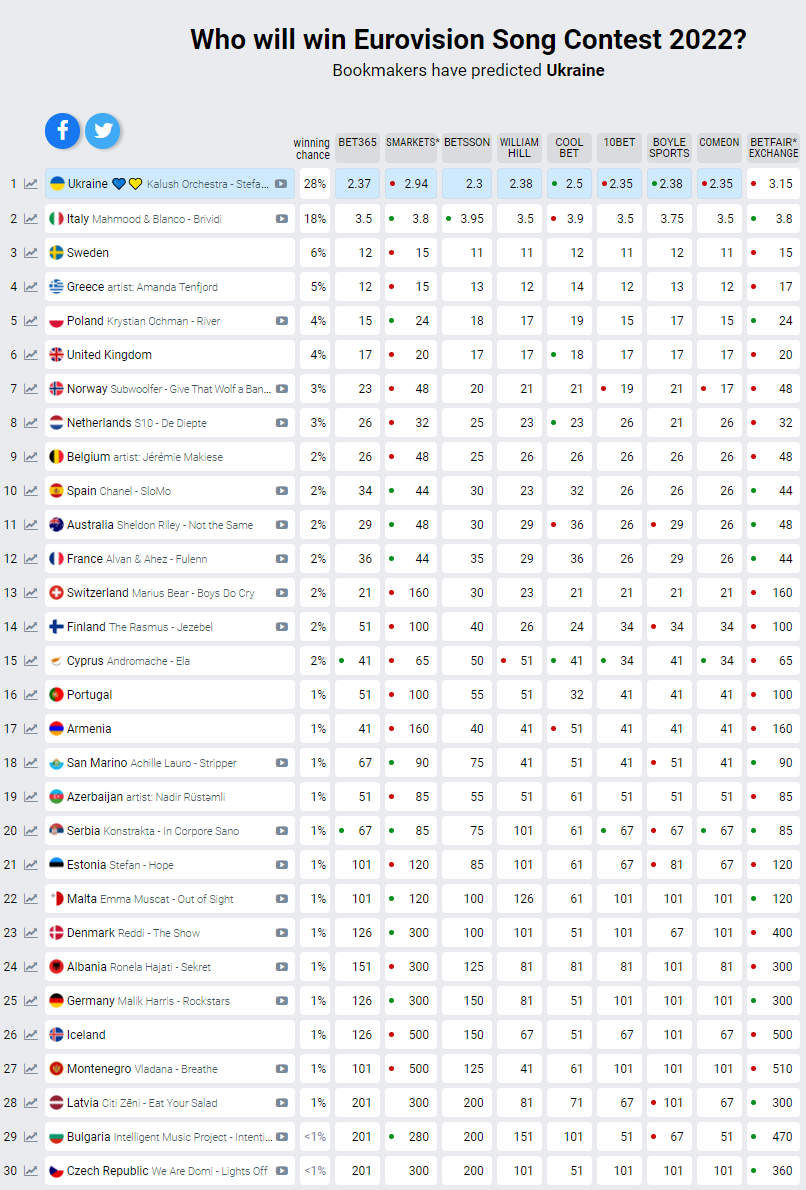 Who will win Eurovision Song Contest 2022?
Bookmakers have predicted Ukraine
winning chance BET365 SMARKETS* BETSSON WILLIAM HILL COOL BET 10BET BOYLE SPORTS COMEON BETFAIR* EXCHANGE
1 Ukraine Kalush Orchestra - Stefa... 28% 2.37 2.94 2.3 2.38 2.5 2.35 2.38 2.35 3.15
2 Italy Mahmood & Blanco - Brividi 18% 3.5 3.8 3.95 3.5 3.9 3.5 3.75 3.5 3.8
3 Sweden 6% 12 15 11 11 12 11 12 11 15
4 Greece artist: Amanda Tenfjord 5% 12 15 13 12 14 12 13 12 17
5 Poland Krystian Ochman - River 4% 15 24 18 17 19 15 17 15 24
6 United Kingdom 4% 17 20 17 17 18 17 17 17 20
7 Norway Subwoolfer - Give That Wolf a Ban... 3% 23 48 20 21 21 19 21 17 48
8 Netherlands S10 - De Diepte 3% 26 32 25 23 23 26 21 26 32
9 Belgium artist: Jérémie Makiese 2% 26 48 25 26 26 26 26 26 48
10 Spain Chanel - SloMo 2% 34 44 30 23 32 26 26 26 44
11 Australia Sheldon Riley - Not the Same 2% 29 48 30 29 36 26 29 26 48
12 France Alvan & Ahez - Fulenn 2% 36 44 35 29 36 26 29 26 44
13 Switzerland Marius Bear - Boys Do Cry 2% 21 160 30 23 21 21 21 21 160
14 Finland The Rasmus - Jezebel 2% 51 100 40 26 24 34 34 34 100
15 Cyprus Andromache - Ela 2% 41 65 50 51 41 34 41 34 65
16 Portugal 1% 51 100 55 51 32 41 41 41 100
17 Armenia 1% 41 160 40 41 51 41 41 41 160
18 San Marino Achille Lauro - Stripper 1% 67 90 75 41 51 41 51 41 90
19 Azerbaijan artist: Nadir Rüstəmli 1% 51 85 55 51 61 51 51 51 85
20 Serbia Konstrakta - In Corpore Sano 1% 67 85 75 101 61 67 67 67 85
21 Estonia Stefan - Hope 1% 101 120 85 101 61 67 81 67 120
22 Malta Emma Muscat - Out of Sight 1% 101 120 100 126 61 101 101 101 120
23 Denmark Reddi - The Show 1% 126 300 100 101 51 101 67 101 400
24 Albania Ronela Hajati - Sekret 1% 151 300 125 81 81 81 101 81 300
25 Germany Malik Harris - Rockstars 1% 126 300 150 81 51 101 101 101 300
26 Iceland 1% 126 500 150 67 51 67 101 67 500
27 Montenegro Vladana - Breathe 1% 101 500 125 41 61 101 101 101 510
28 Latvia Citi Zēni - Eat Your Salad 1% 201 300 200 81 71 67 101 67 300
29 Bulgaria Intelligent Music Project - Intenti... <1% 201 280 200 151 101 51 67 51 470
30 Czech Republic We Are Domi - Lights Off <1% 201 300 200 101 51 101 101 101 360